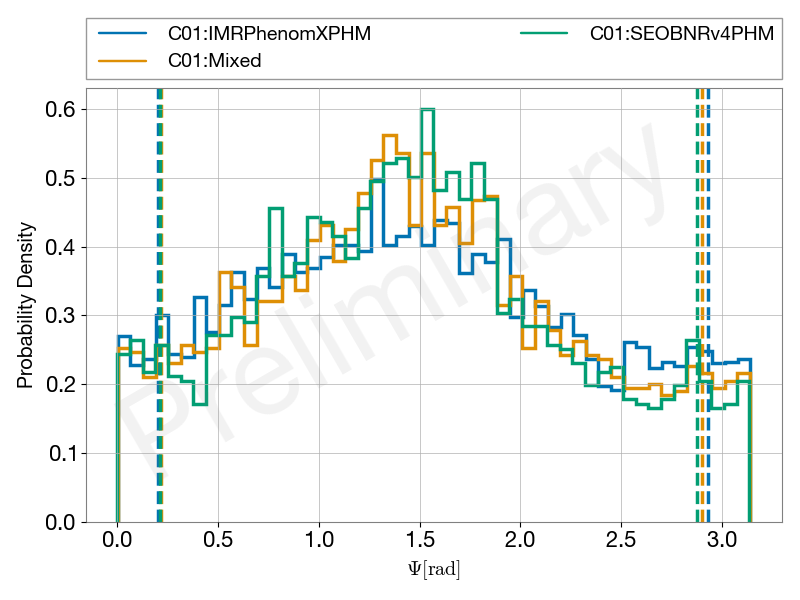 C01:IMRPhenomXPHM
C01:SEOBNRv4PHM
C01:Mixed
Preliminary
Probability Density
0.6
0.5
0.4
0.3
0.2
0.1
0.0
0.0 0.5 1.0 1.5 2.0 2.5 3.0
Ψ[rad]